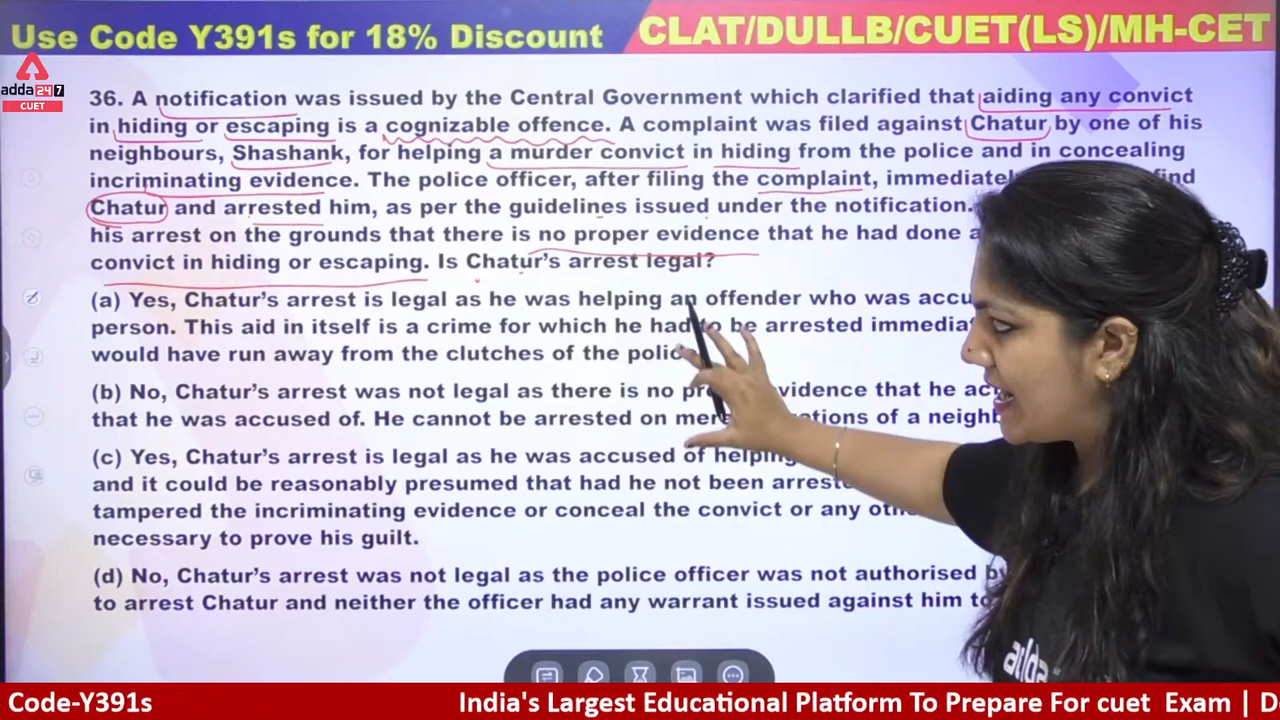 Use Code Y391s for 18% Discount
CLAT/DULLB/CUET(LS)/MH-CET
adda247
CUET
36. A notification was issued by the Central Government which clarified that aiding any convict
in hiding or escaping is a cognizable offence. A complaint was filed against Chatur by one of his
neighbours, Shashank, for helping a murder convict in hiding from the police and in concealing
incriminating evidence. The police officer, after filing the complaint, find
Chatur and arrested him, as per the guidelines issued under the notification.
his arrest on the grounds that there is no proper evidence that he had done
convict in hiding or escaping. Is Chatur's arrest legal?
(a) Yes, Chatur's arrest is legal as he was helping an offender who was
person. This aid in itself is a crime for which he had to be arrested
would have run away from the clutches of the
(b) No, Chatur's arrest was not legal as there is no that he
that he was accused of. He cannot be arrested on of a
(c) Yes, Chatur's arrest is legal as he was accused of
and it could be reasonably presumed that had he not been
tampered the incriminating evidence or conceal the convict or any
necessary to prove his guilt.
(d) No, Chatur's arrest was not legal as the police officer was not authorised
to arrest Chatur and neither the officer had any warrant issued against him
adda
Code-Y391s India's Largest Educational Platform To Prepare For cuet Exam |